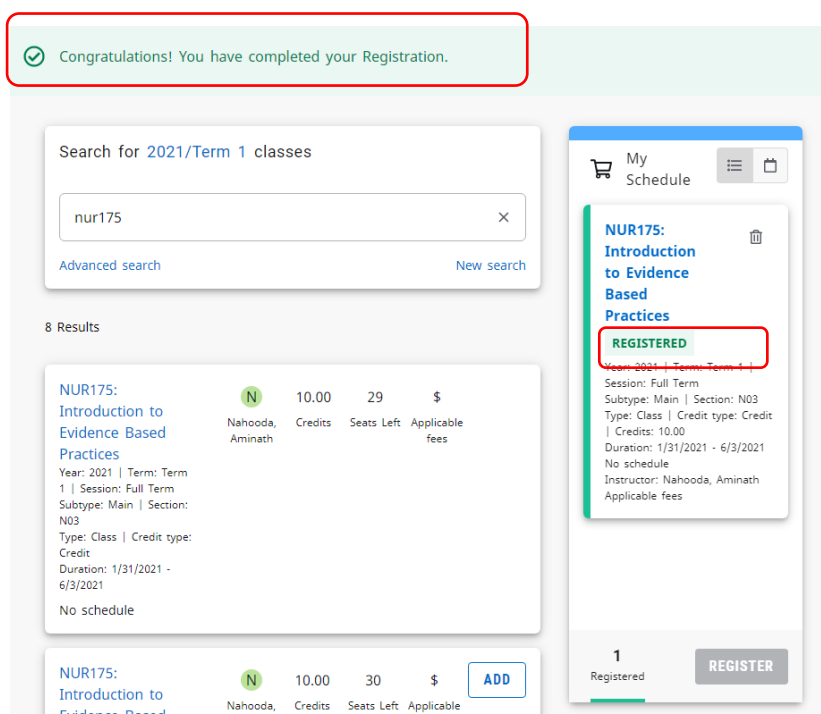 Congratulations! You have completed your Registration.
Search for 2021/Term 1 classes
nur175
Advanced search
New search
8 Results
NUR175:
Introduction to
Evidence Based
Practices
Year: 2021 | Term: Term
1 | Session: Full Term
Subtype: Main | Section:
N03
Type: Class | Credit type:
Credit
Duration: 1/31/2021 -
6/3/2021
No schedule
N
Nahooda,
Aminath
10.00
Credits
29
Seats Left
$
Applicable
fees
NUR175:
Introduction to
Evidence Based
N
Nahooda,
10.00
Credits
30
Seats Left
$
Applicable
ADD
My
Schedule
NUR175:
Introduction
to Evidence
Based
Practices
REGISTERED
Year: 2021 | Term: Term 1 |
Session: Full Term
Subtype: Main | Section: N03
Type: Class | Credit type: Credit
| Credits: 10.00
Duration: 1/31/2021 - 6/3/2021
No schedule
Instructor: Nahooda, Aminath
Applicable fees
1
Registered
REGISTER